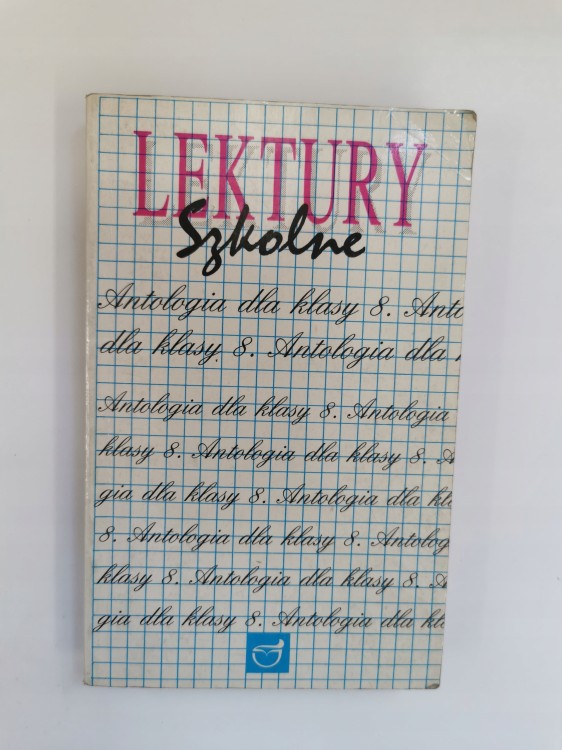 LEKTURY
Szkolne
Antologia dla klasy 8. Anto
dla klasy 8. Antologia dla
Antologia dla klasy 8. Antologia
klasy 8. Antologia dla klasy 8. A
gia dla klasy 8. Antologia dla kla
8. Antologia dla klasy 8. Antolog
klasy 8. Antologia dla klasy 8. A
gia dla klasy 8. Antologia dla kla